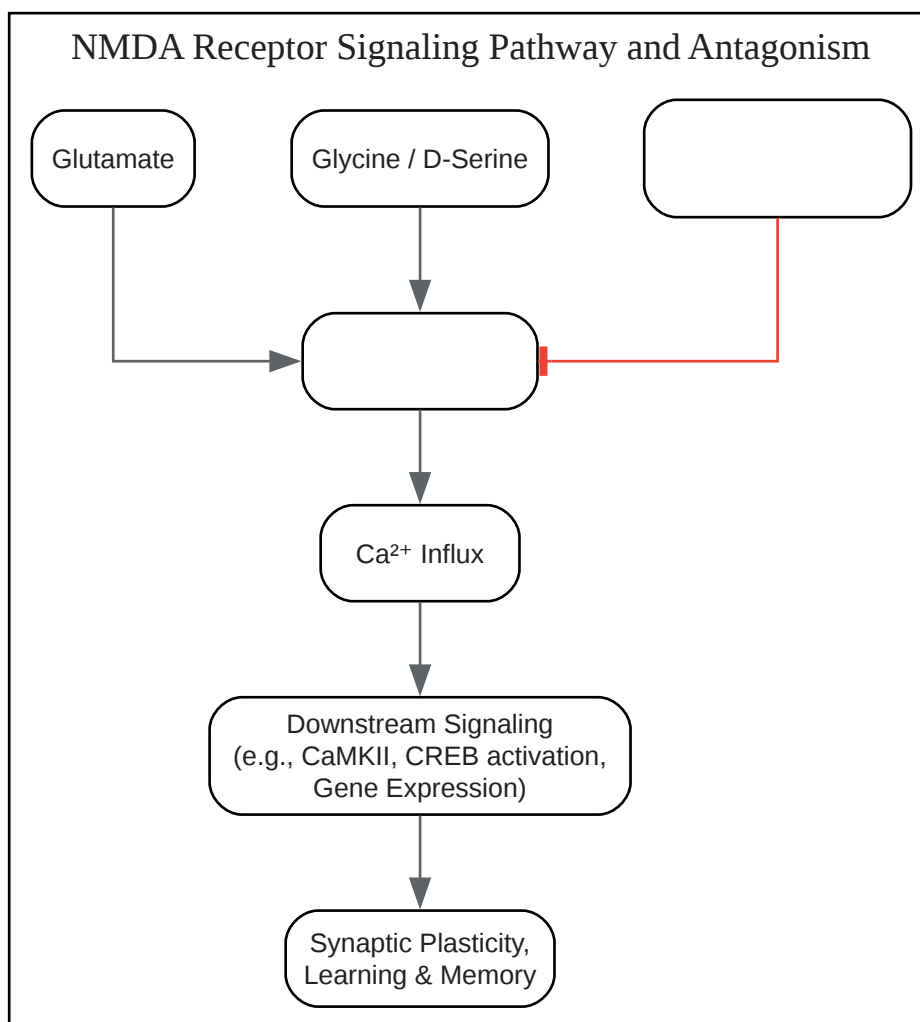 NMDA Receptor Signaling Pathway and Antagonism
Glutamate
Glycine / D-Serine
Ca²⁺ Influx
Downstream Signaling
(e.g., CaMKII, CREB activation,
Gene Expression)
Synaptic Plasticity,
Learning & Memory